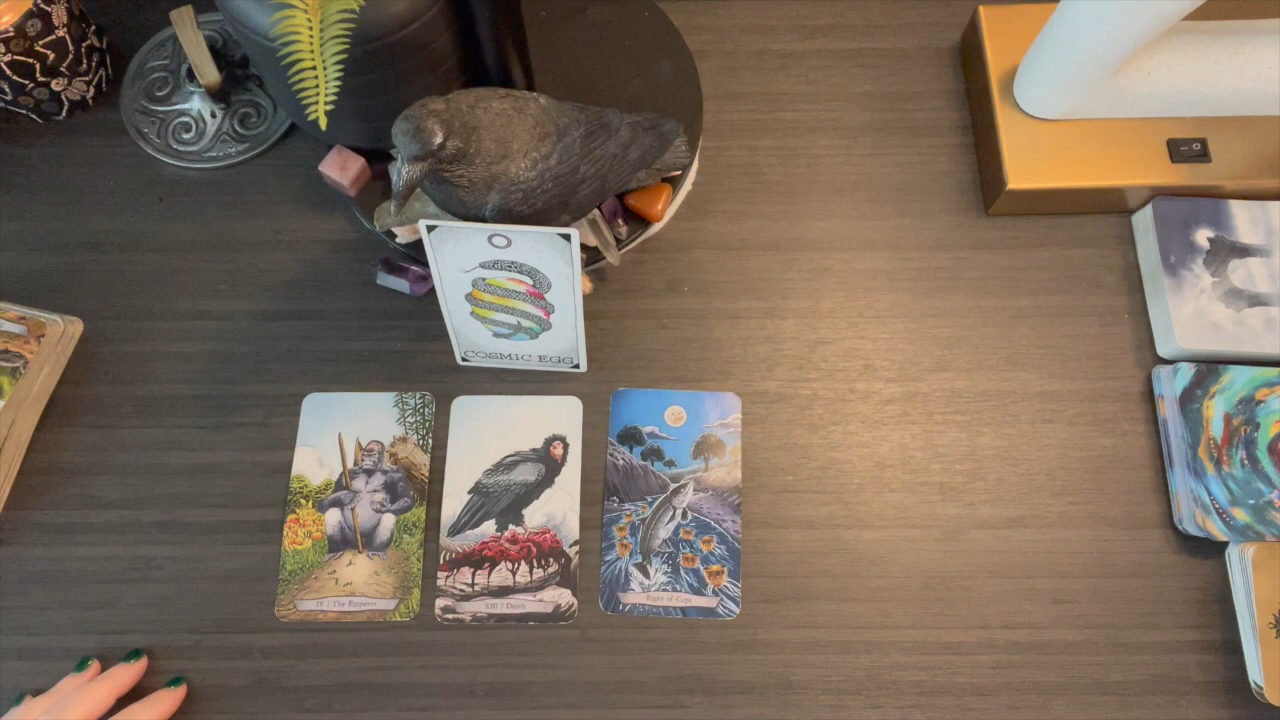 COSMIC EGG
IV / The Emperor
XIII / Death
Eight of Cups